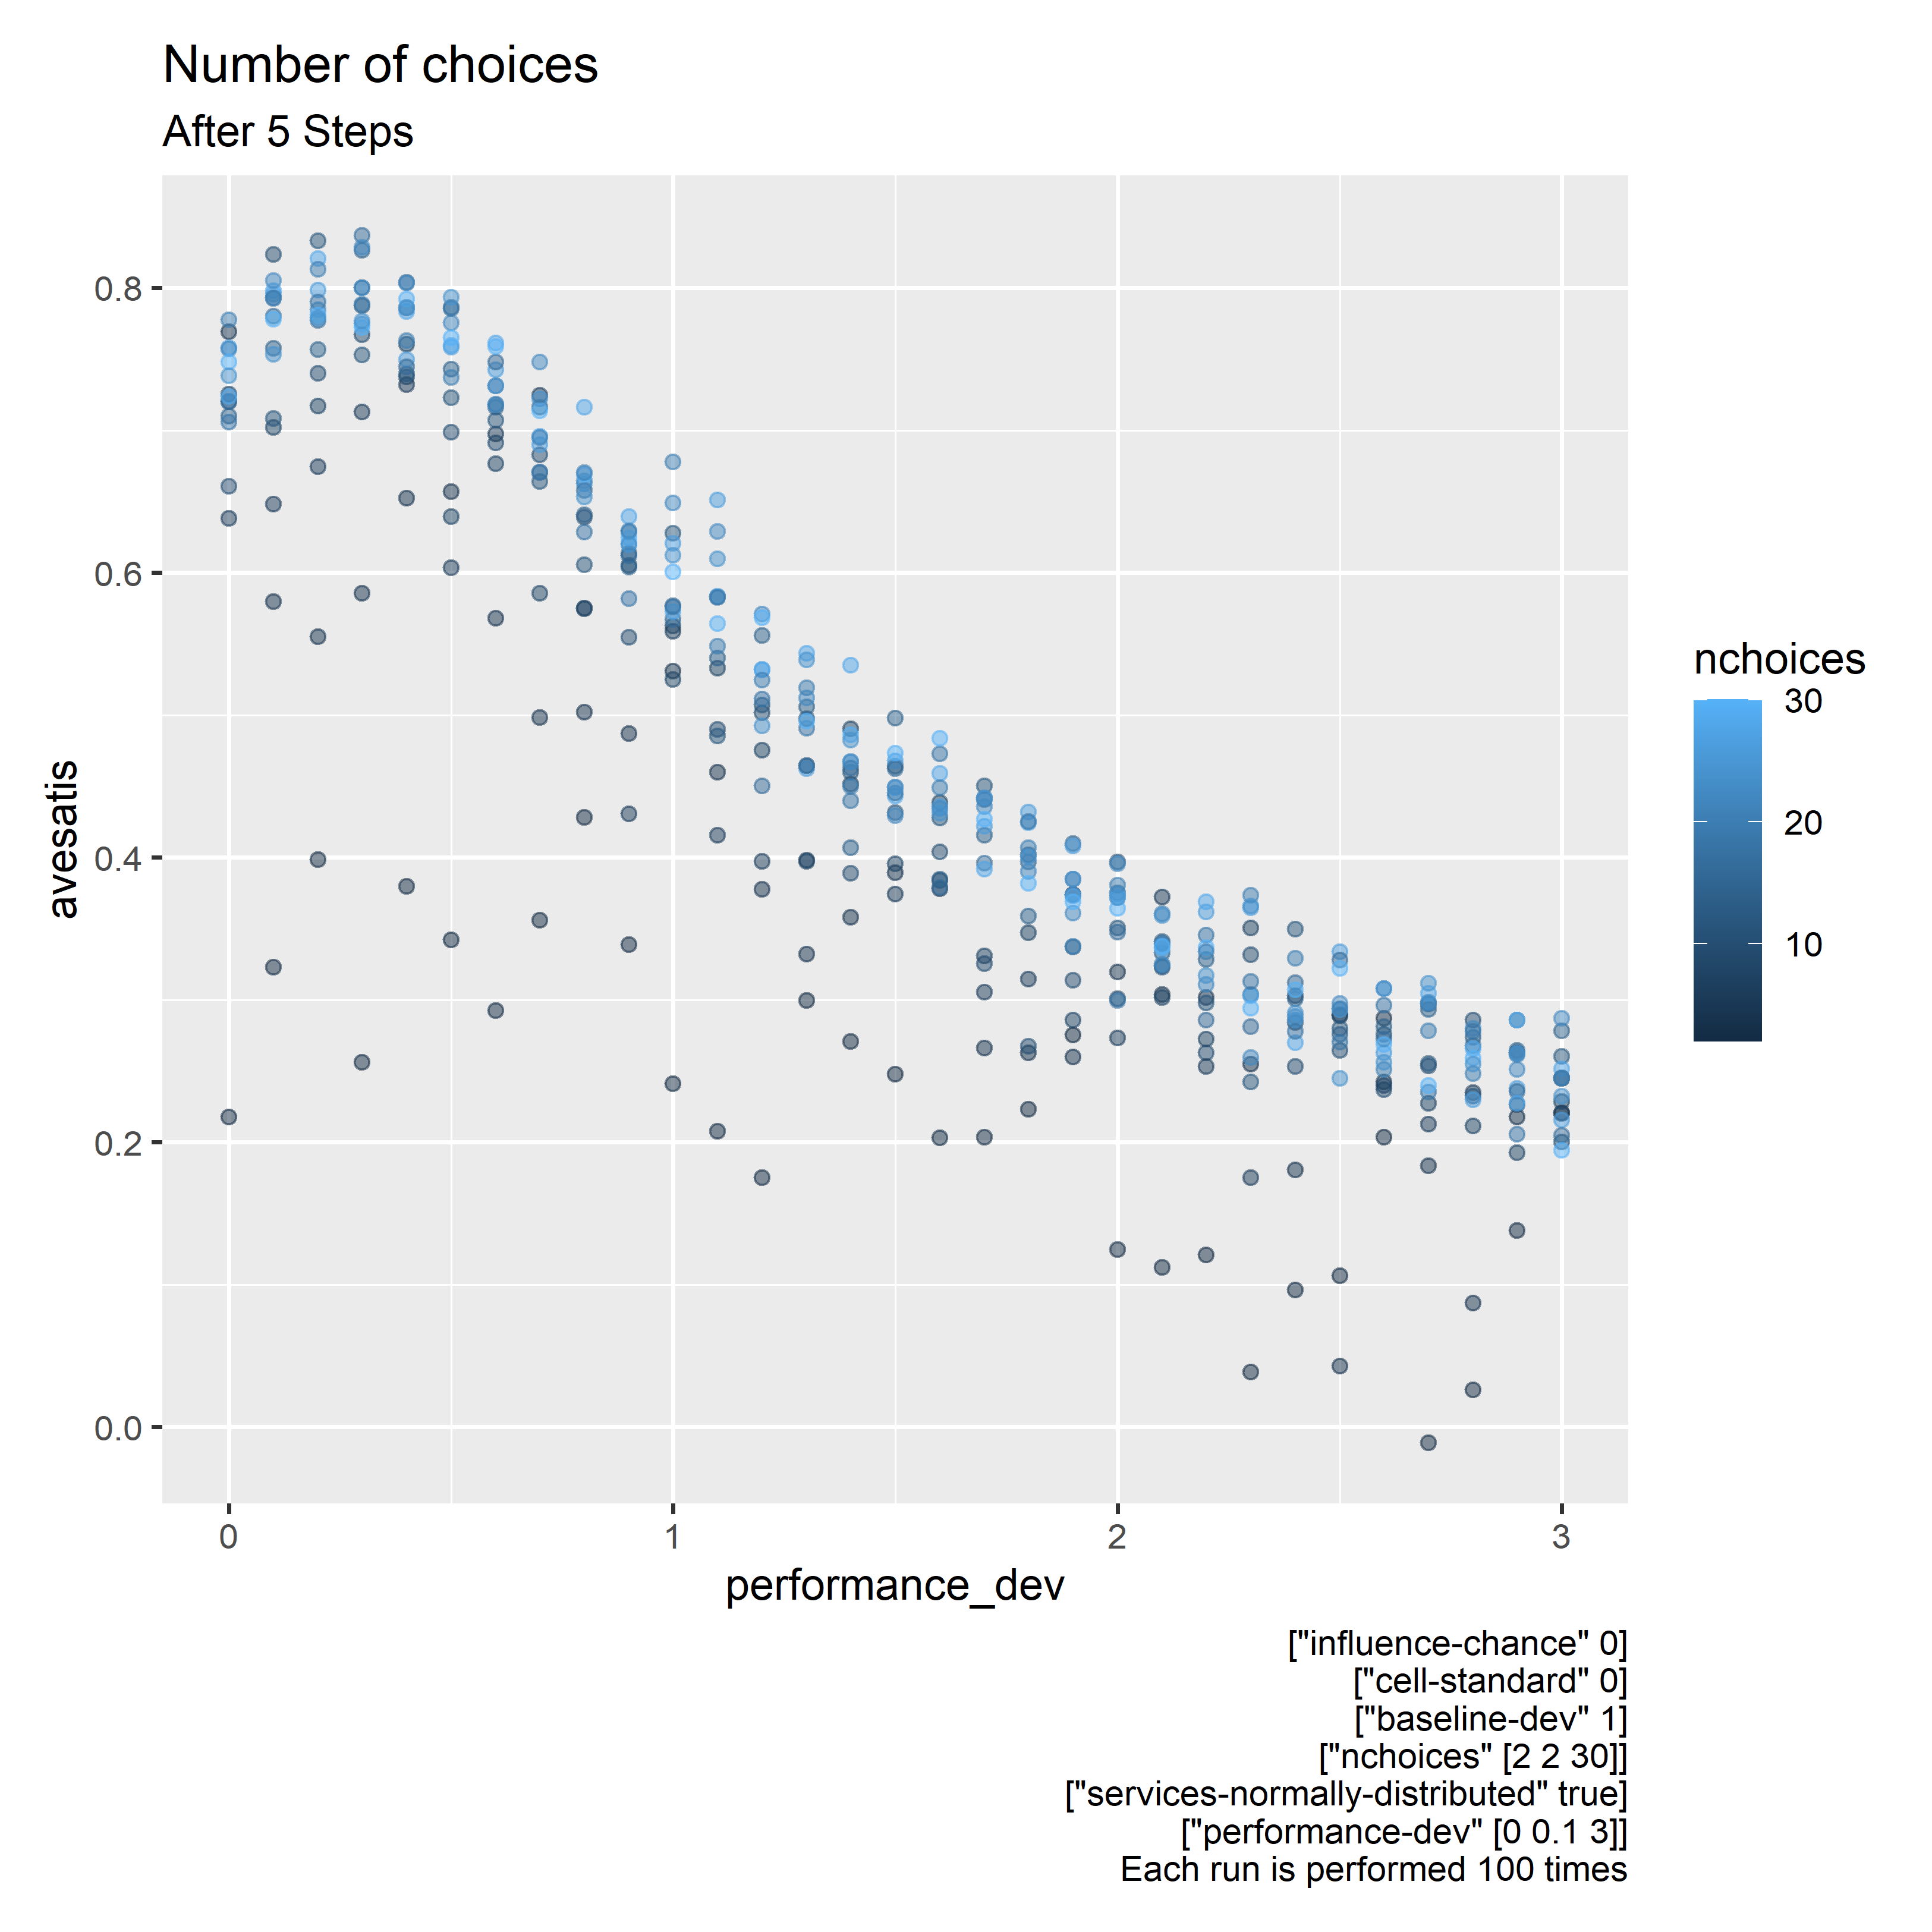 Number of choices
After 5 Steps
avesatis
0.8
0.6
0.4
0.2
0.0
0
1
2
3
performance_dev
nchoices
30
20
10
["influence-chance" 0]
["cell-standard" 0]
["baseline-dev" 1]
["nchoices" [2 2 30]]
["services-normally-distributed" true]
["performance-dev" [0 0.1 3]]
Each run is performed 100 times